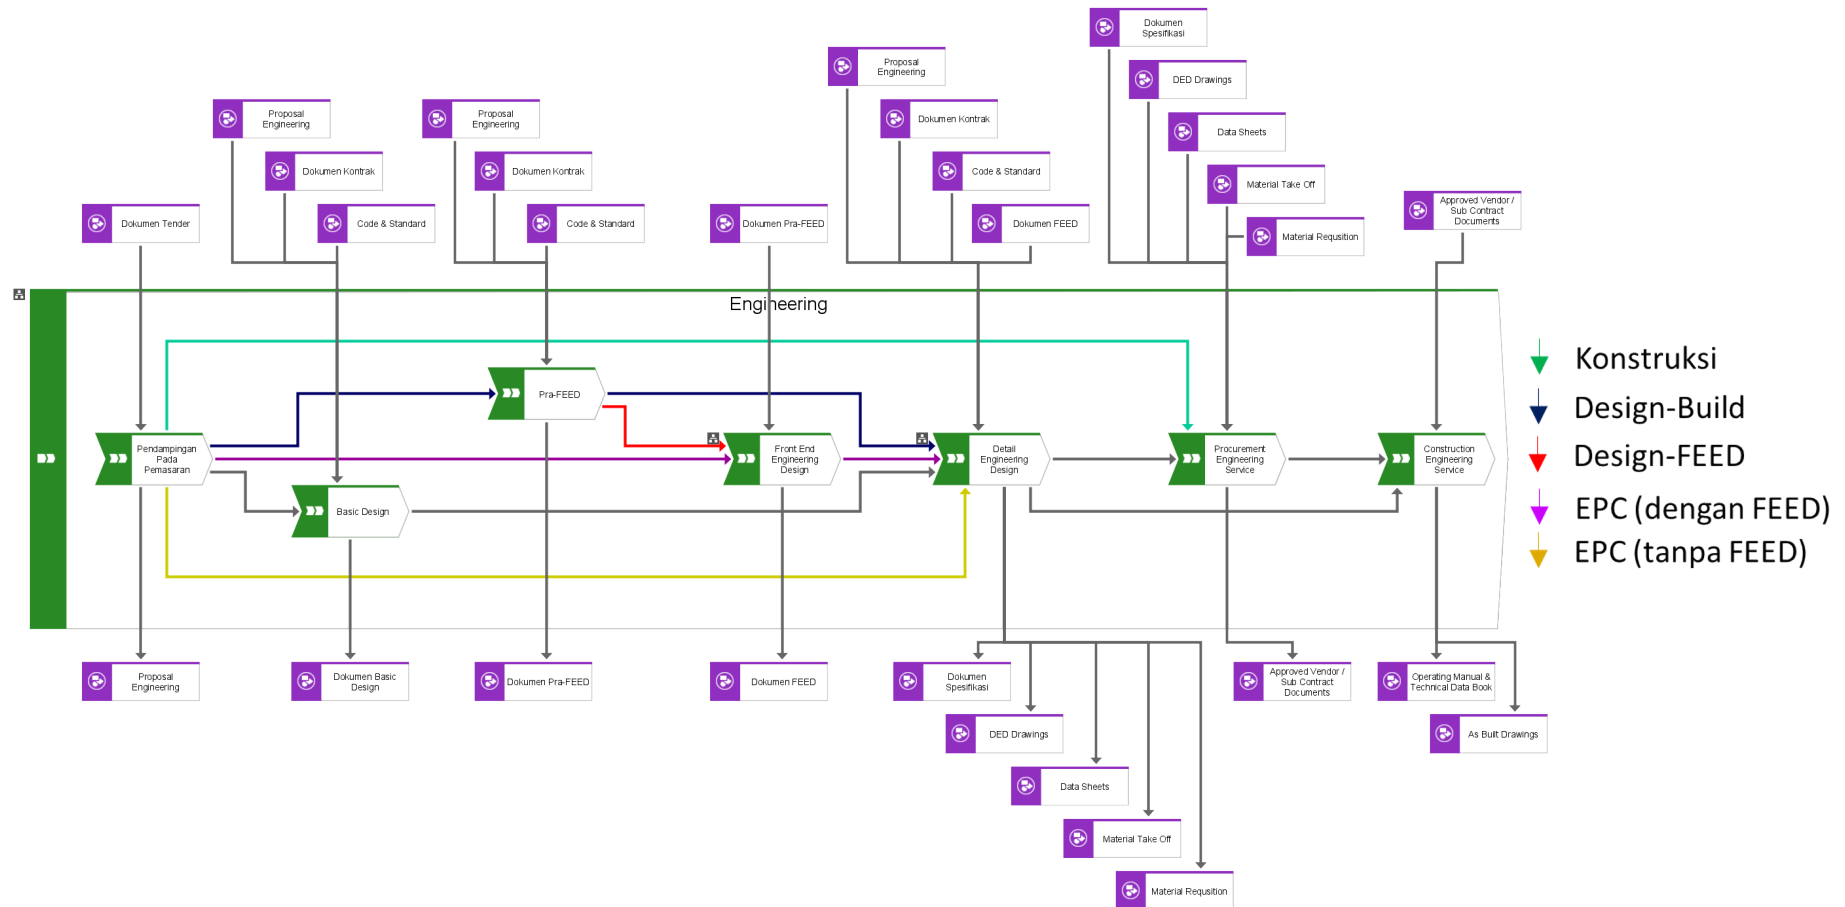 Dokumen
Spesifikasi
Proposal
Engineering
DED Drawings
Proposal
Engineering
Proposal
Engineering
Dokumen Kontrak
Data Sheets
Dokumen Kontrak
Dokumen Kontrak
Code & Standard
Material Take Off
Dokumen Tender
Code & Standard
Code & Standard
Dokumen Pra-FEED
Dokumen FEED
Material Requsition
Approved Vendor /
Sub Contract
Documents
Engineering
Pra-FEED
Pendampingan
Pada
Pemasaran
Front End
Engineering
Design
Detail
Engineering
Design
Procurement
Engineering
Service
Construction
Engineering
Service
Basic Design
Konstruksi
Design-Build
Design-FEED
EPC (dengan FEED)
EPC (tanpa FEED)
Proposal
Engineering
Dokumen Basic
Design
Dokumen Pra-FEED
Dokumen FEED
Dokumen
Spesifikasi
Approved Vendor /
Sub Contract
Documents
Operating Manual &
Technical Data Book
DED Drawings
As Built Drawings
Data Sheets
Material Take Off
Material Requsition